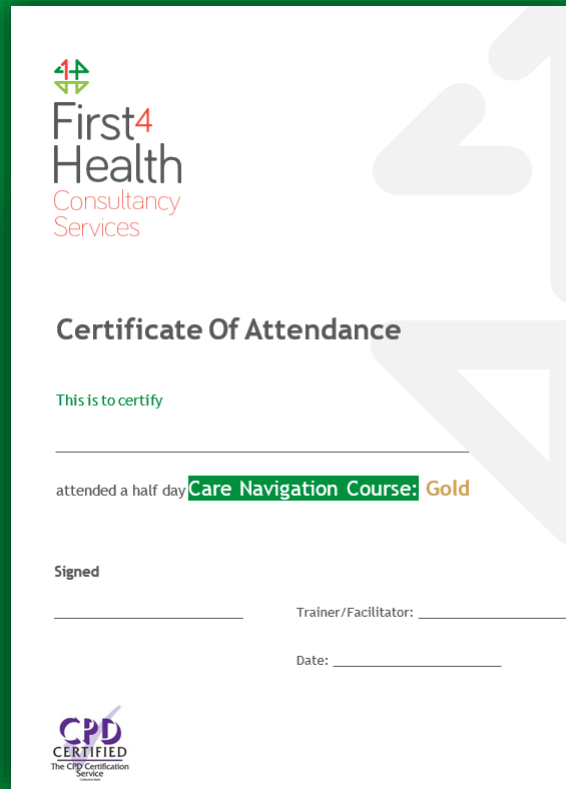 First4
Health
Consultancy
Services
Certificate Of Attendance
This is to certify
attended a half day Care Navigation Course: Gold
Signed
Trainer/Facilitator:
Date:
CPD
CERTIFIED
The CPD Certification
Service